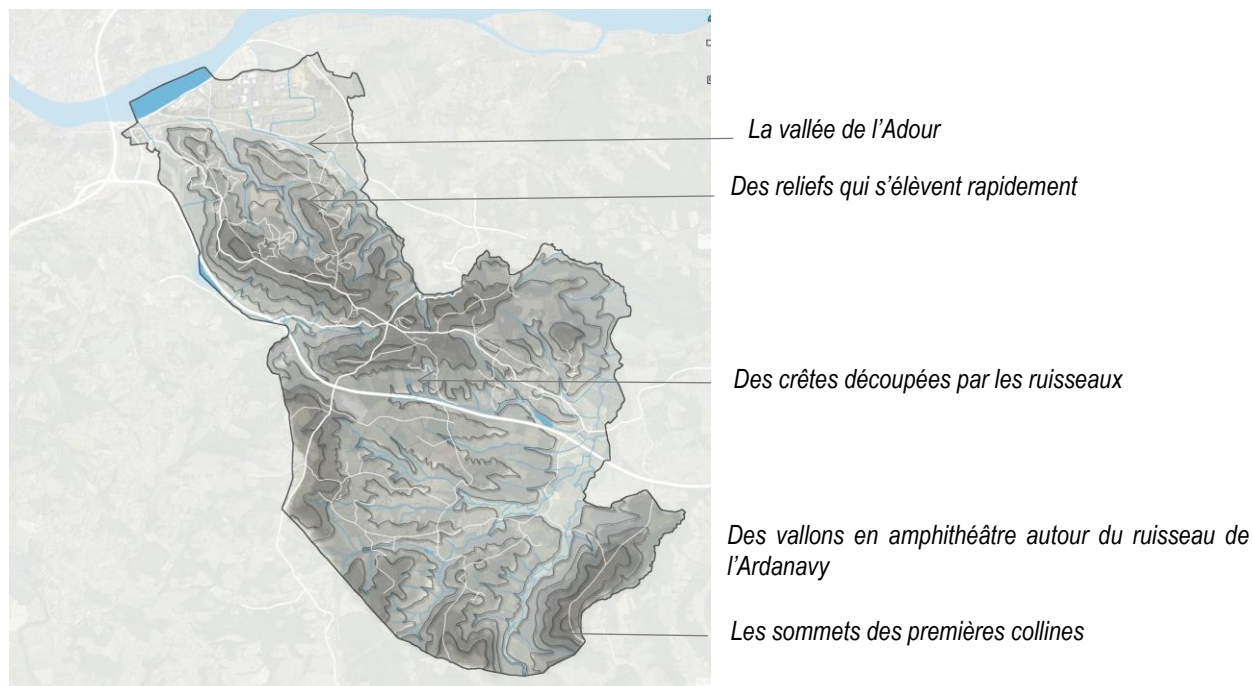 La vallée de l’Adour
Des reliefs qui s’élèvent rapidement
Des crêtes découpées par les ruisseaux
Des vallons en amphithéâtre autour du ruisseau de
l’Ardanavy
Les sommets des premières collines